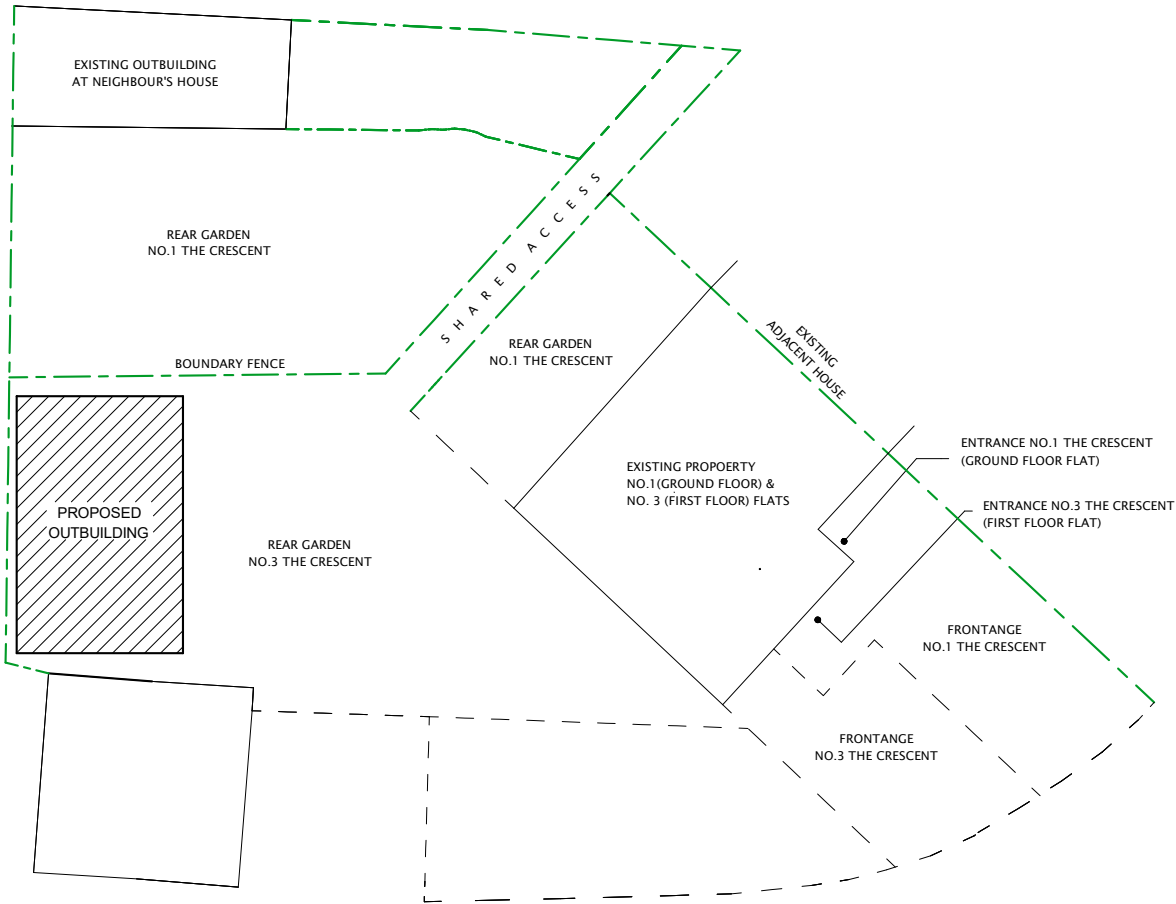 EXISTING OUTBUILDING
AT NEIGHBOUR'S HOUSE
SHARED ACCESS
REAR GARDEN
NO.1 THE CRESCENT
BOUNDARY FENCE
REAR GARDEN
NO.1 THE CRESCENT
EXISTING
ADJACENT HOUSE
ENTRANCE NO.1 THE CRESCENT
(GROUND FLOOR FLAT)
EXISTING PROPOERTY
NO.1(GROUND FLOOR) &
NO. 3 (FIRST FLOOR) FLATS
ENTRANCE NO.3 THE CRESCENT
(FIRST FLOOR FLAT)
PROPOSED
OUTBUILDING
REAR GARDEN
NO.3 THE CRESCENT
FRONTANGE
NO.1 THE CRESCENT
FRONTANGE
NO.3 THE CRESCENT